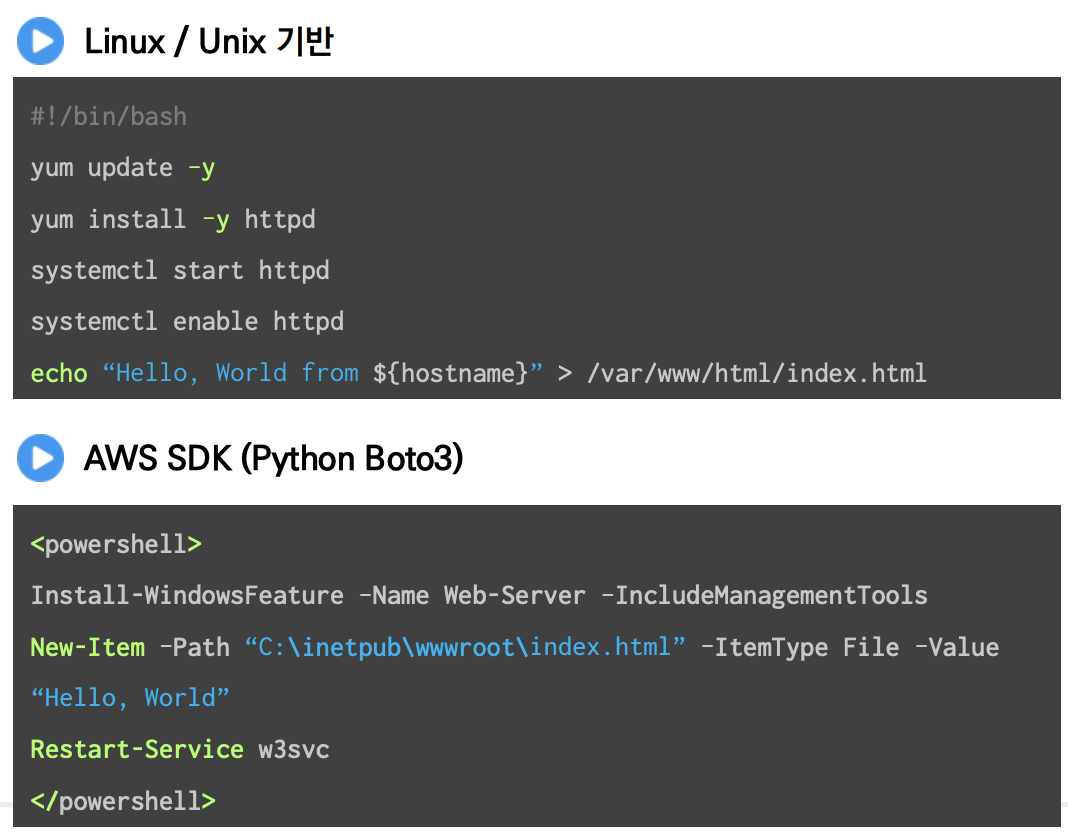 Linux / Unix 기반
#!/bin/bash
yum update -y
yum install -y httpd
systemctl start httpd
systemctl enable httpd
echo “Hello, World from ${hostname}” > /var/www/html/index.html
AWS SDK (Python Boto3)
<powershell>
Install-WindowsFeature -Name Web-Server -IncludeManagementTools
New-Item -Path “C:\inetpub\wwwroot\index.html” -ItemType File -Value
“Hello, World”
Restart-Service w3svc
</powershell>